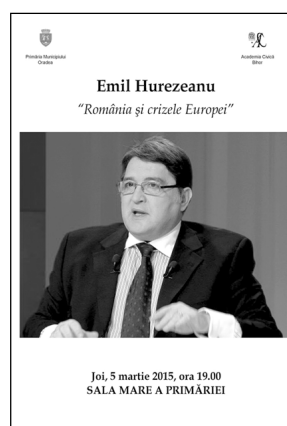 Primăria Municipiului
Oradea
Academia Civică
Bihor
Emil Hurezeanu
“România și crizele Europei”
Joi, 5 martie 2015, ora 19.00
SALA MARE A PRIMĂRIEI